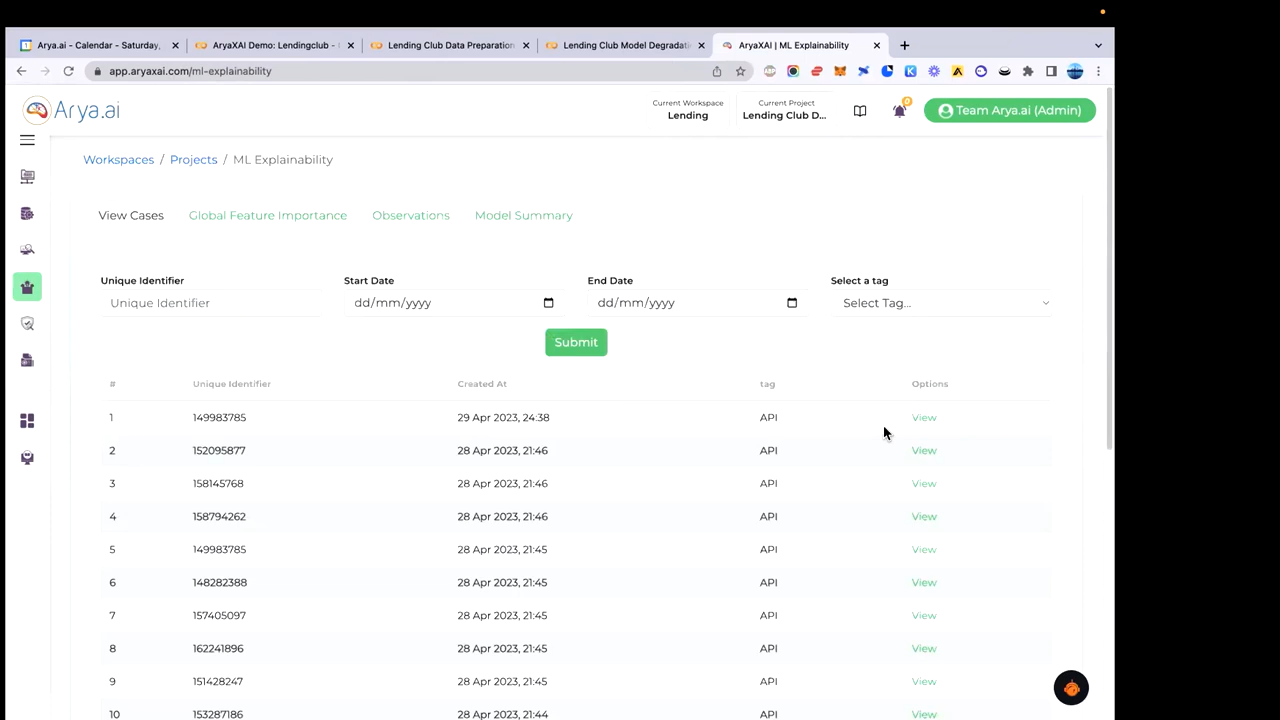 Arya.ai - Calendar - Saturday,
AryaXAI Demo: Lendingclub -
Lending Club Data Preparation
Lending Club Model Degradati
AryaXAI | ML Explainability
app.aryaxai.com/ml-explainability
Arya.ai
Current Workspace
Lending
Current Project
Lending Club D...
Team Arya.ai (Admin)
Workspaces / Projects / ML Explainability
View Cases Global Feature Importance Observations Model Summary
Unique Identifier Start Date End Date Select a tag
Unique Identifier dd/mm/yyyy dd/mm/yyyy Select Tag...
Submit
# Unique Identifier Created At tag Options
1 149983785 29 Apr 2023, 24:38 API View
2 152095877 28 Apr 2023, 21:46 API View
3 158145768 28 Apr 2023, 21:46 API View
4 158794262 28 Apr 2023, 21:46 API View
5 149983785 28 Apr 2023, 21:45 API View
6 148282388 28 Apr 2023, 21:45 API View
7 157405097 28 Apr 2023, 21:45 API View
8 162241896 28 Apr 2023, 21:45 API View
9 151428247 28 Apr 2023, 21:45 API View
10 153287186 28 Apr 2023, 21:44 API View